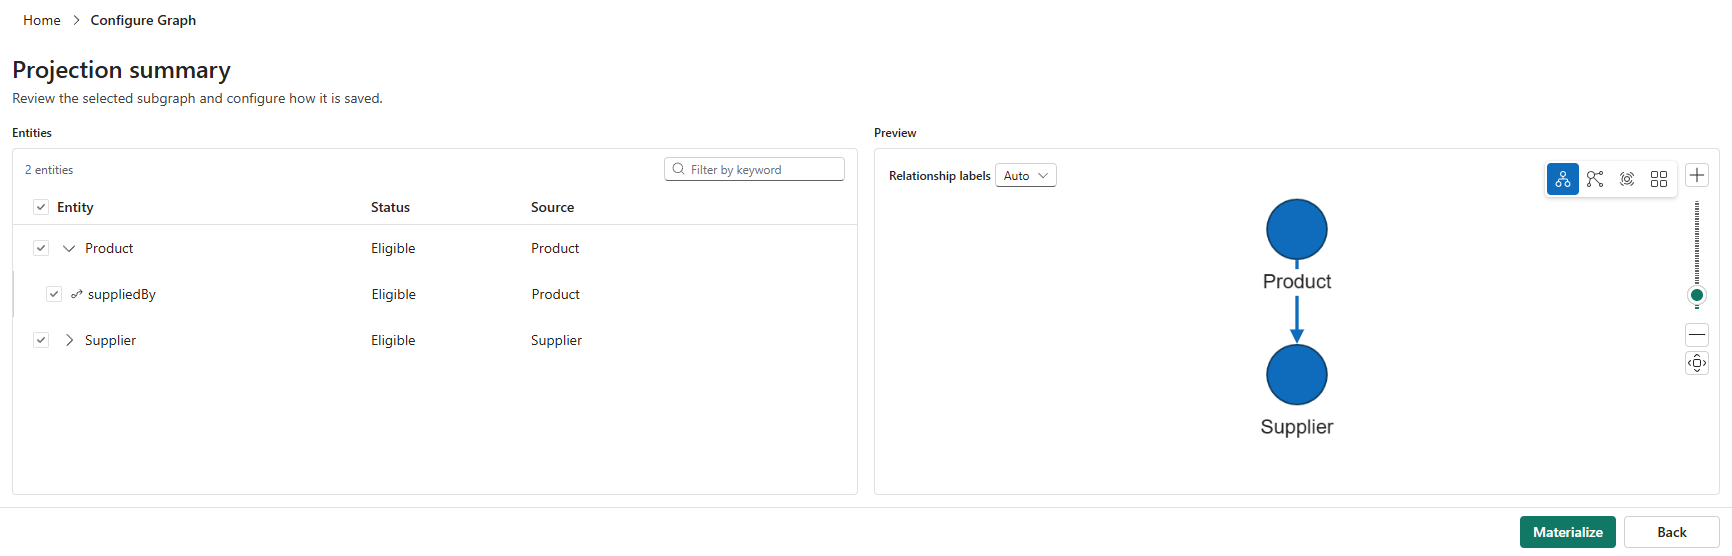 Home > Configure Graph
Projection summary
Review the selected subgraph and configure how it is saved.
Entities
2 entities
Filter by keyword
Entity Status Source
Product Eligible Product
suppliedBy Eligible Product
Supplier Eligible Supplier
Preview
Relationship labels Auto
Product
Supplier
Materialize
Back